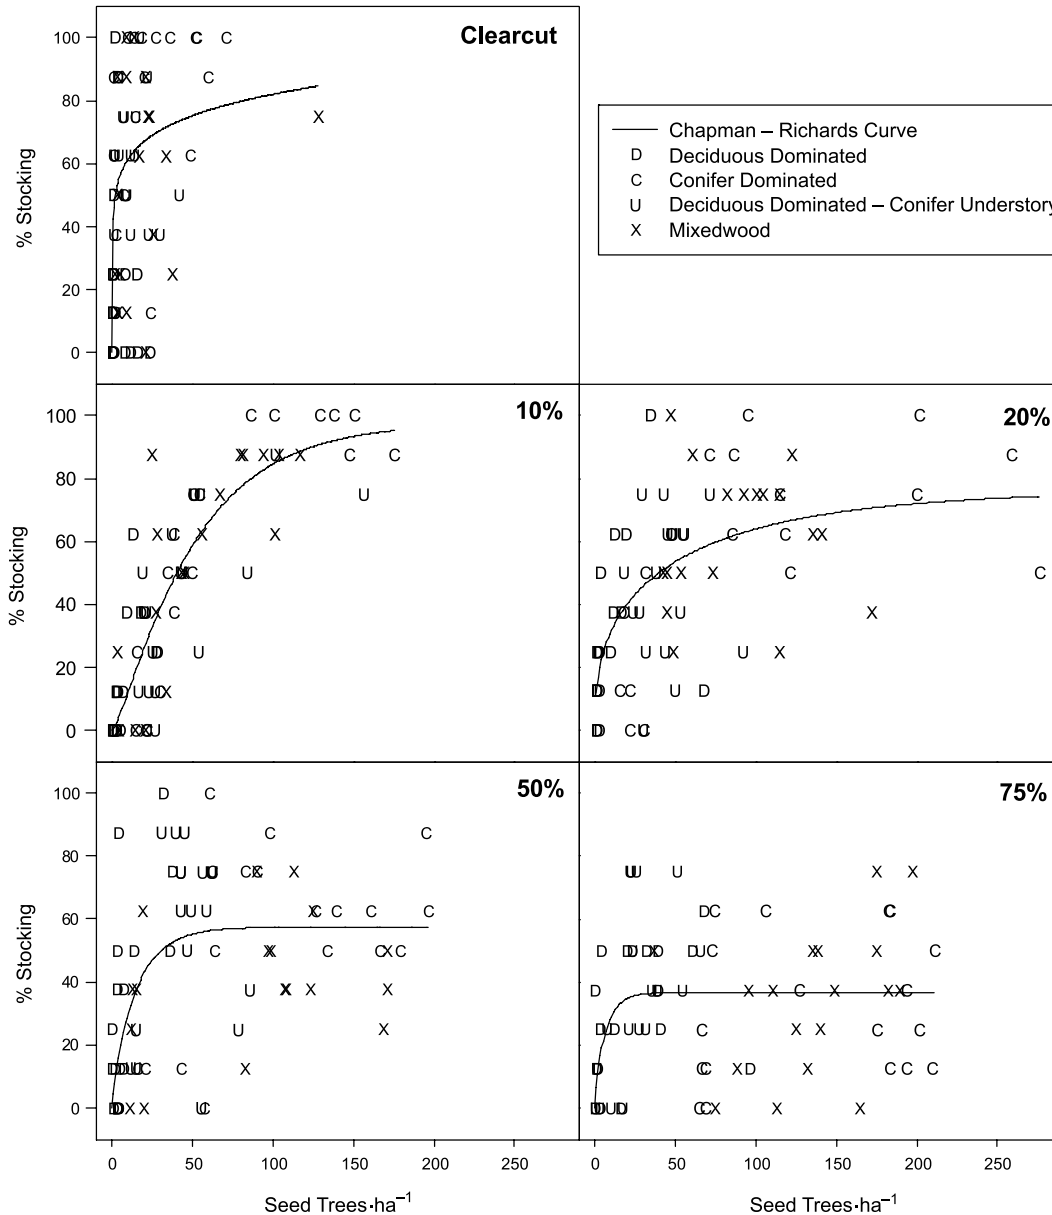 Clearcut
100
80
60
40
20
0
% Stocking
Chapman – Richards Curve
D Deciduous Dominated
C Conifer Dominated
U Deciduous Dominated – Conifer Understory
X Mixedwood
10%
100
80
60
40
20
0
% Stocking
20%
50%
100
80
60
40
20
0
% Stocking
75%
0 50 100 150 200 250
0 50 100 150 200 250
Seed Trees·ha⁻¹
Seed Trees·ha⁻¹